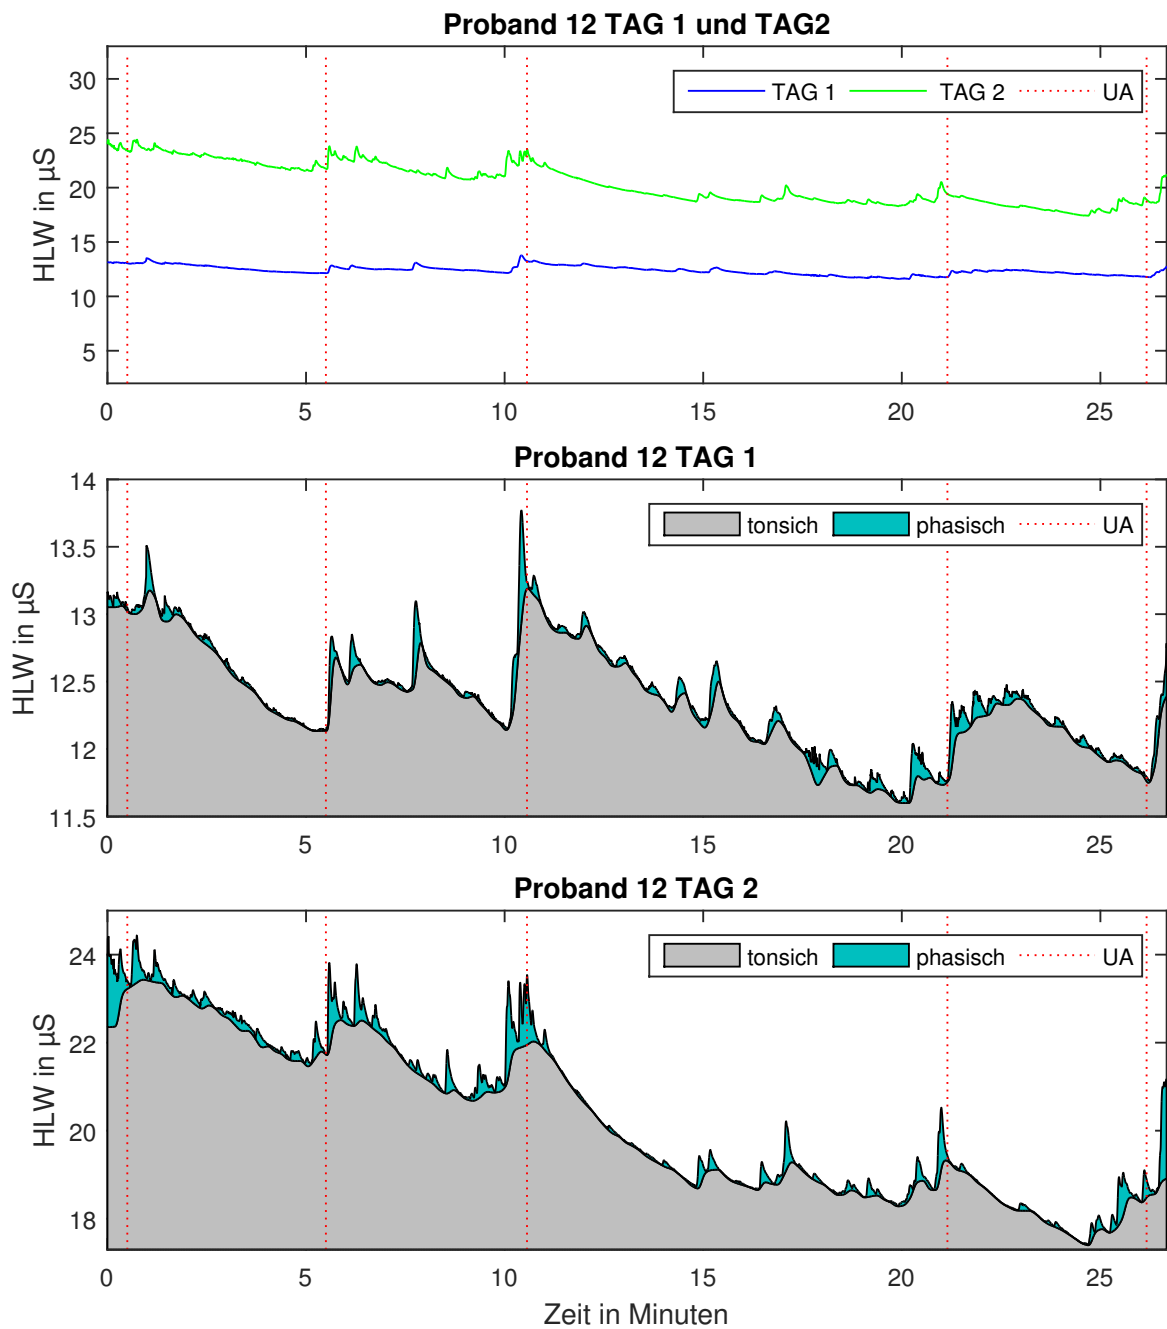 Proband 12 TAG 1 und TAG2
HLW in µS
30
25
20
15
10
5
TAG 1 TAG 2 UA
0 5 10 15 20 25
Proband 12 TAG 1
HLW in µS
14
13.5
13
12.5
12
11.5
tonsich phasisch UA
0 5 10 15 20 25
Proband 12 TAG 2
HLW in µS
24
22
20
18
tonsich phasisch UA
0 5 10 15 20 25
Zeit in Minuten